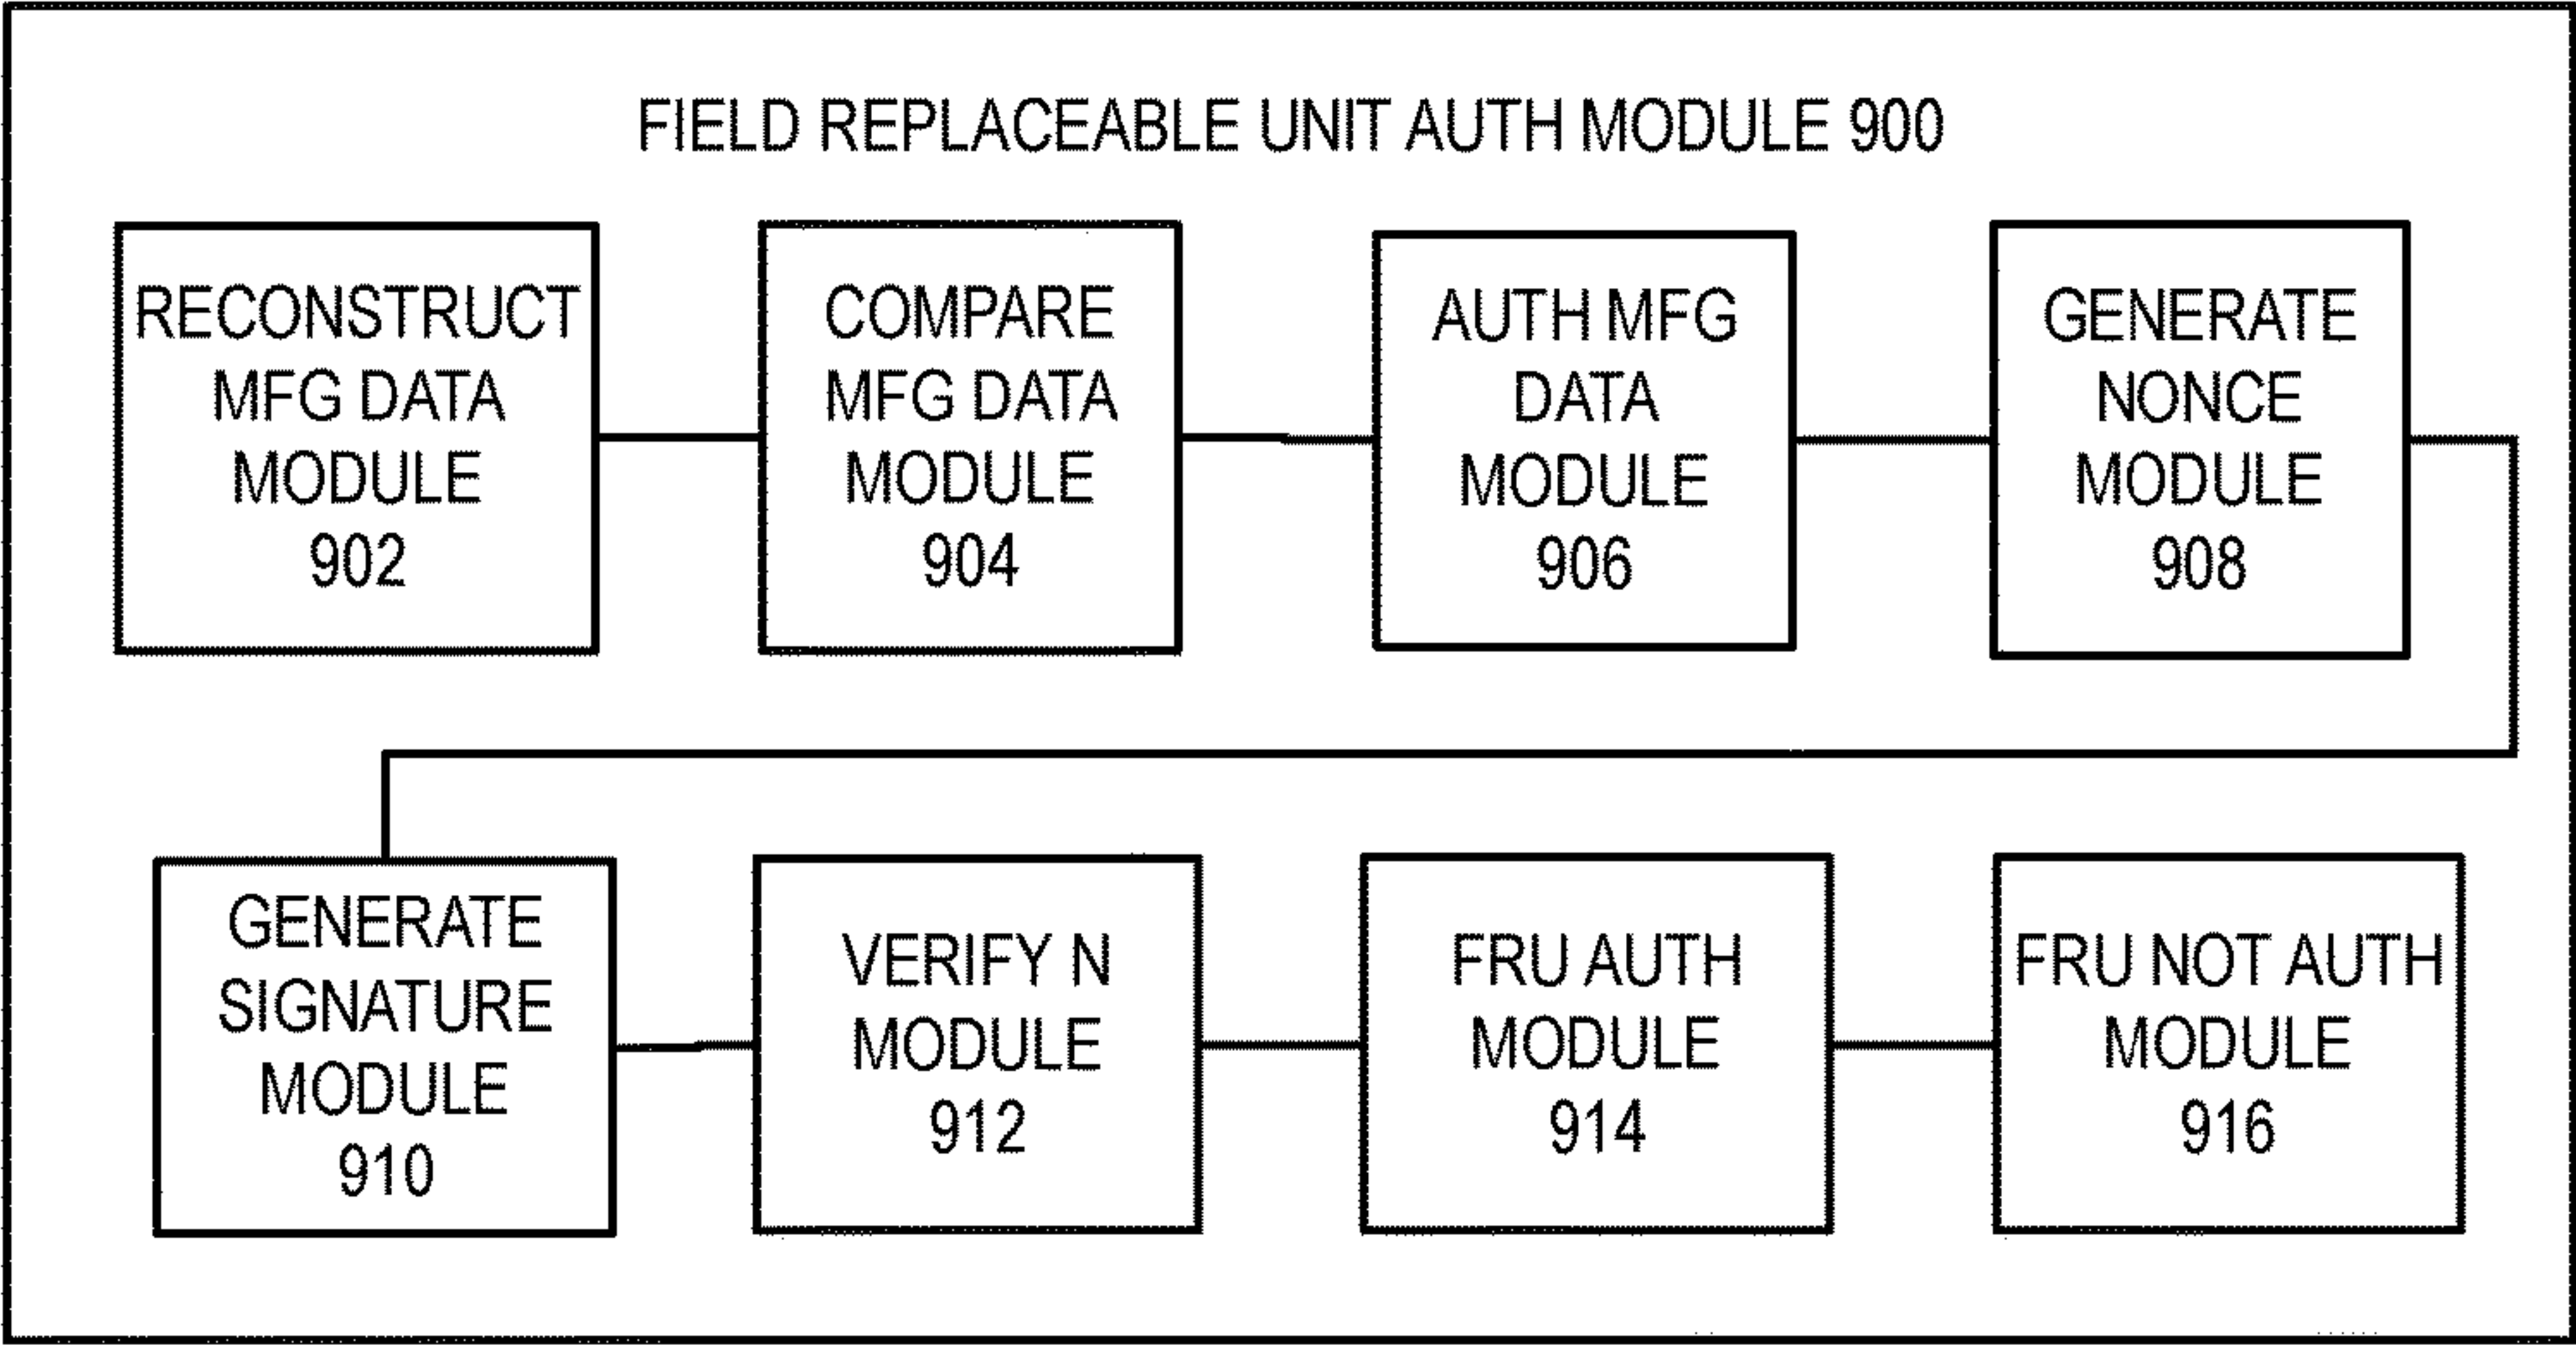 FIELD REPLACEABLE UNIT AUTH MODULE 900
RECONSTRUCT
MFG DATA
MODULE
902
COMPARE
MFG DATA
MODULE
904
AUTH MFG
DATA
MODULE
906
GENERATE
NONCE
MODULE
908
GENERATE
SIGNATURE
MODULE
910
VERIFY N
MODULE
912
FRU AUTH
MODULE
914
FRU NOT AUTH
MODULE
916